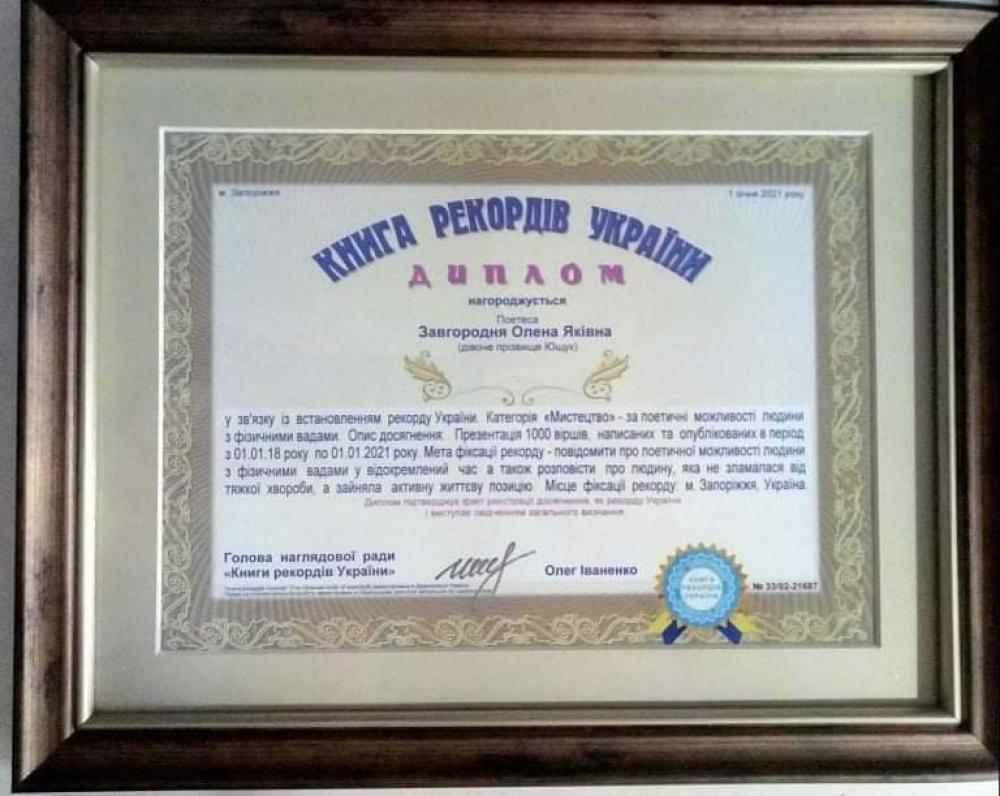 м. Запоріжжя
1 січня 2021 року
КНИГА РЕКОРДІВ УКРАЇНИ
ДИПЛОМ
нагороджується
Поетеса
Завгородня Олена Яківна
(дівоче прізвище Ющук)
у зв'язку із встановленням рекорду України. Категорія «Мистецтво» - за поетичні можливості людини
з фізичними вадами. Опис досягнення: Презентація 1000 віршів, написаних та опублікованих в період
з 01.01.18 року по 01.01.2021 року. Мета фіксації рекорду - повідомити про поетичної можливості людини
з фізичними вадами у відокремлений час а також розповісти про людину, яка не зламалася від
тяжкої хвороби, а зайняла активну життєву позицію. Місце фіксації рекорду: м. Запоріжжя, Україна.
Диплом підтверджує факт реєстрації досягнення, як рекорду України
і виступає свідченням загального визнання
Голова наглядової ради
«Книги рекордів України»
Олег Іваненко
КНИГА
РЕКОРДІВ
УКРАЇНИ
№ 33/02-21687